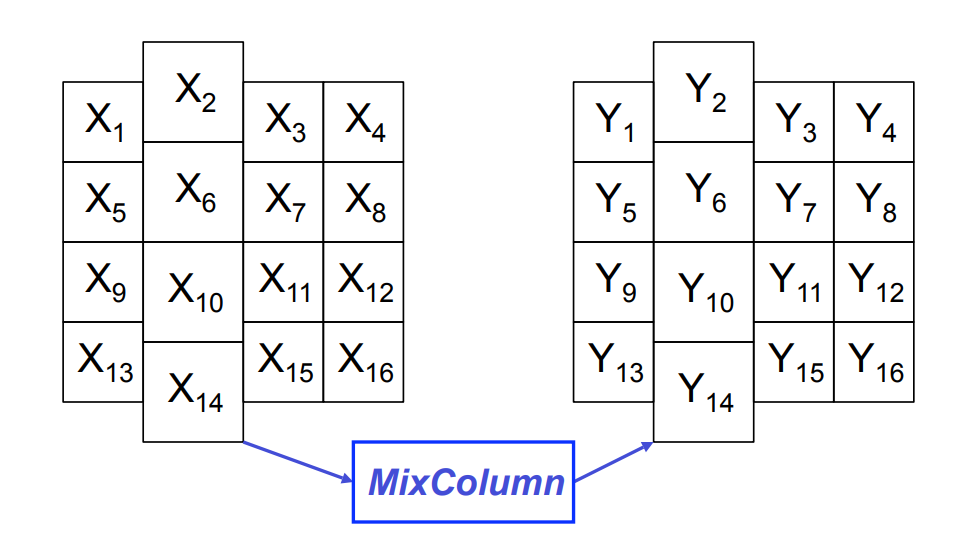 X₁ X₂ X₃ X₄ Y₁ Y₂ Y₃ Y₄
X₅ X₆ X₇ X₈ Y₅ Y₆ Y₇ Y₈
X₉ X₁₀ X₁₁ X₁₂ Y₉ Y₁₀ Y₁₁ Y₁₂
X₁₃ X₁₄ X₁₅ X₁₆ Y₁₃ Y₁₄ Y₁₅ Y₁₆
MixColumn